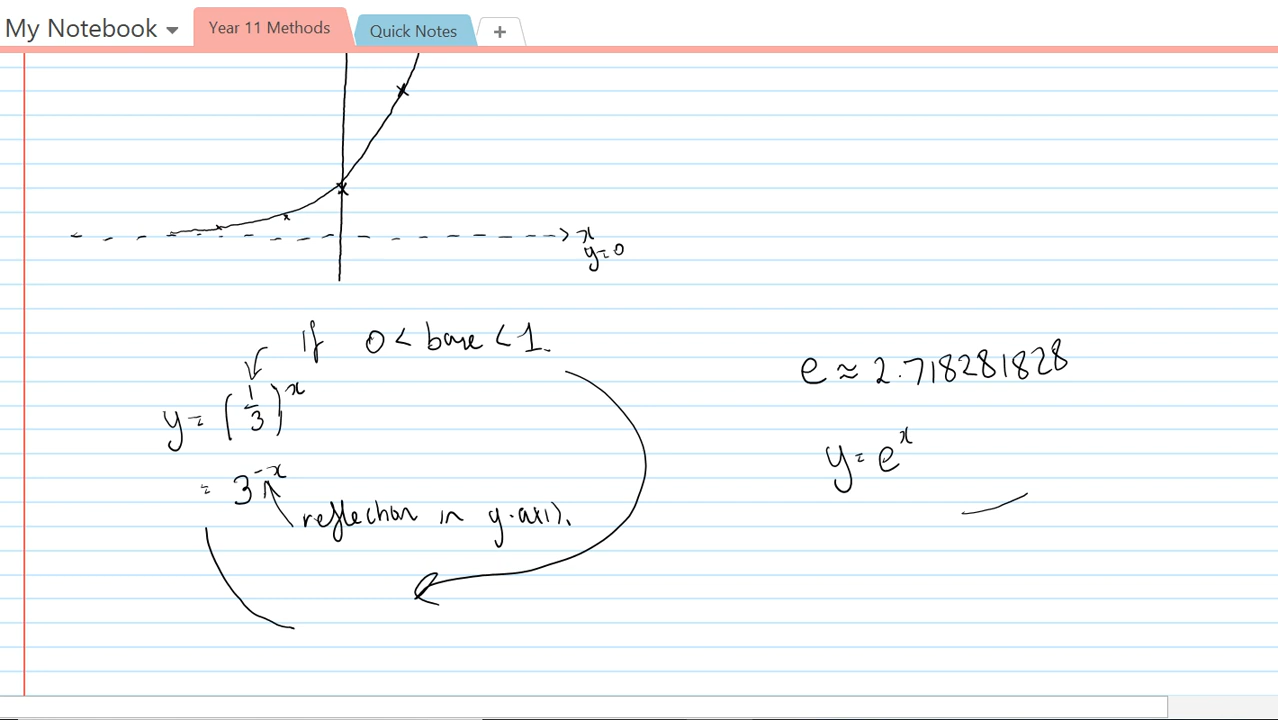 My Notebook
Year 11 Methods
Quick Notes
x
y=0
If 0 < base < 1.
y = (1/3)^x
= 3^-x
reflection in y-axis.
e ≈ 2.718281828
y = e^x